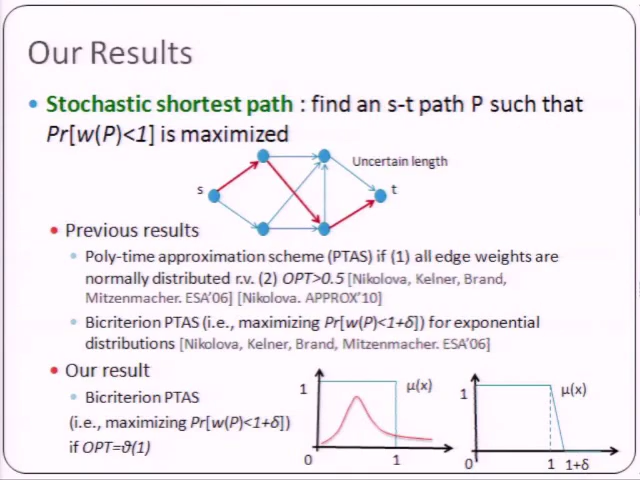 Our Results
• Stochastic shortest path : find an s-t path P such that
Pr[w(P)<1] is maximized
Uncertain length
s
t
• Previous results
• Poly-time approximation scheme (PTAS) if (1) all edge weights are
normally distributed r.v. (2) OPT>0.5 [Nikolova, Kelner, Brand,
Mitzenmacher. ESA'06] [Nikolova. APPROX'10]
• Bicriterion PTAS (i.e., maximizing Pr[w(P)<1+δ]) for exponential
distributions [Nikolova, Kelner, Brand, Mitzenmacher. ESA'06]
• Our result
• Bicriterion PTAS
(i.e., maximizing Pr[w(P)<1+δ])
if OPT=ϑ(1)
1
μ(x)
0
1
1
μ(x)
0
1
1+δ